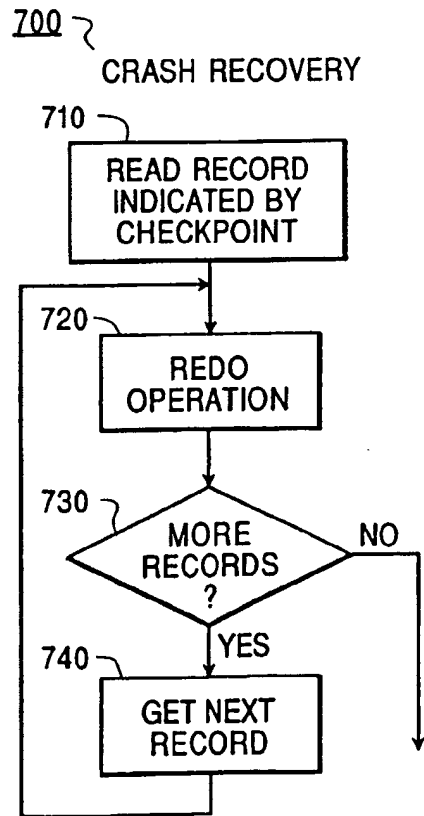 700
CRASH RECOVERY
710
READ RECORD
INDICATED BY
CHECKPOINT
720
REDO
OPERATION
730
MORE
RECORDS
?
NO
YES
740
GET NEXT
RECORD